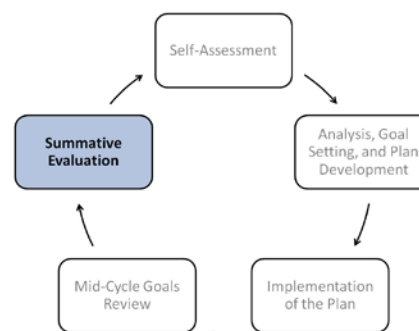 Self-Assessment
Summative
Evaluation
Analysis, Goal
Setting, and Plan
Development
Mid-Cycle Goals
Review
Implementation
of the Plan